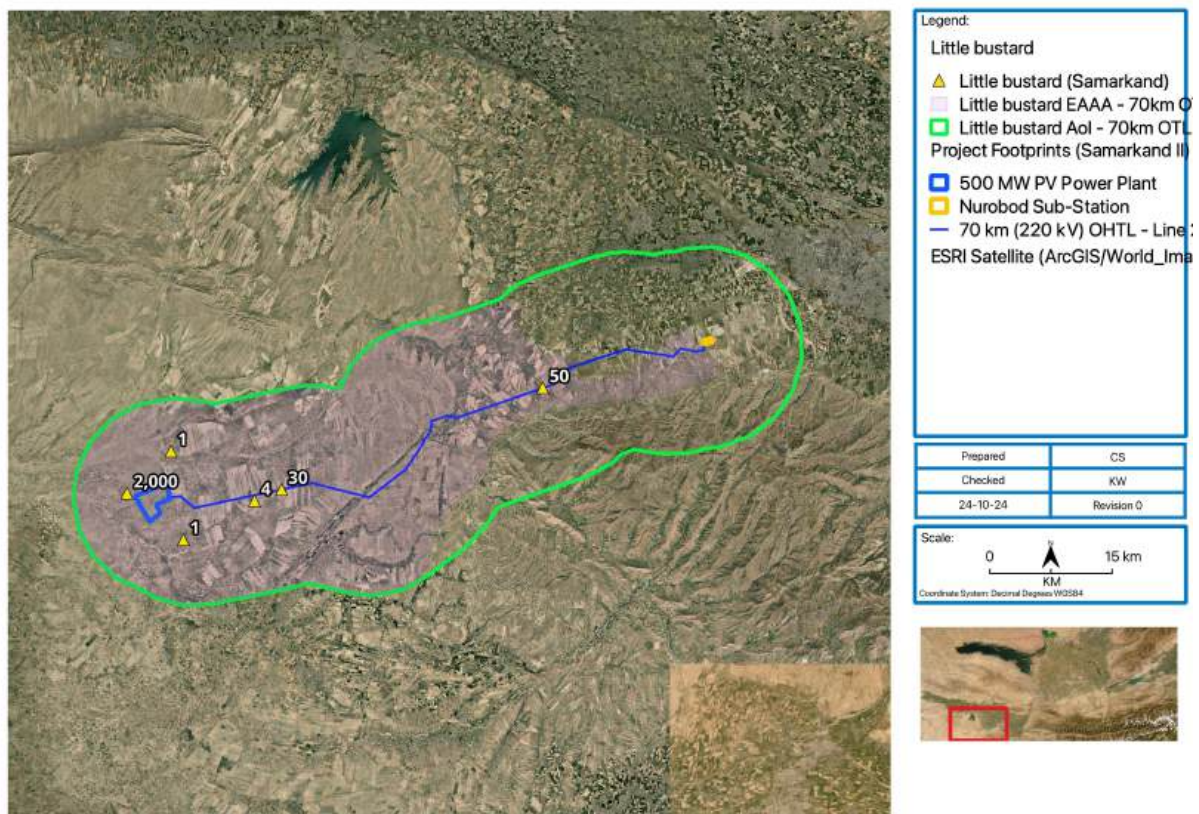 Legend:
Little bustard
Little bustard (Samarkand)
Little bustard EAAA - 70km O
Little bustard AoI - 70km OTL
Project Footprints (Samarkand II)
500 MW PV Power Plant
Nurobod Sub-Station
70 km (220 kV) OHTL - Line 2
ESRI Satellite (ArcGIS/World_Ima
50
1
2,000
4
30
1
Prepared CS
Checked KW
24-10-24 Revision 0
Scale:
N
0 15 km
KM
Coordinate System: Decimal Degrees WGS84